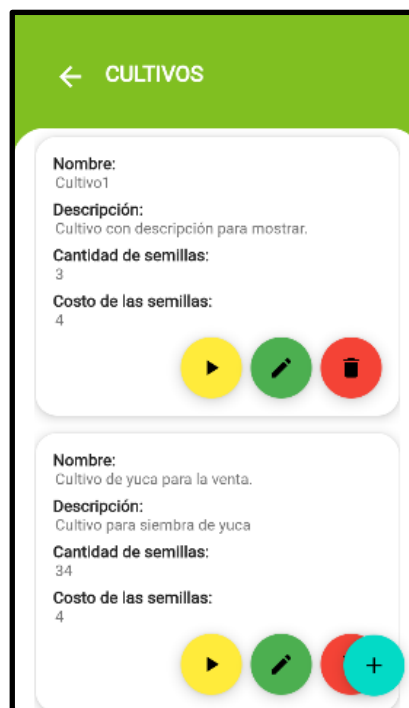 CULTIVOS
Nombre:
Cultivo1
Descripción:
Cultivo con descripción para mostrar.
Cantidad de semillas:
3
Costo de las semillas:
4
Nombre:
Cultivo de yuca para la venta.
Descripción:
Cultivo para siembra de yuca
Cantidad de semillas:
34
Costo de las semillas:
4